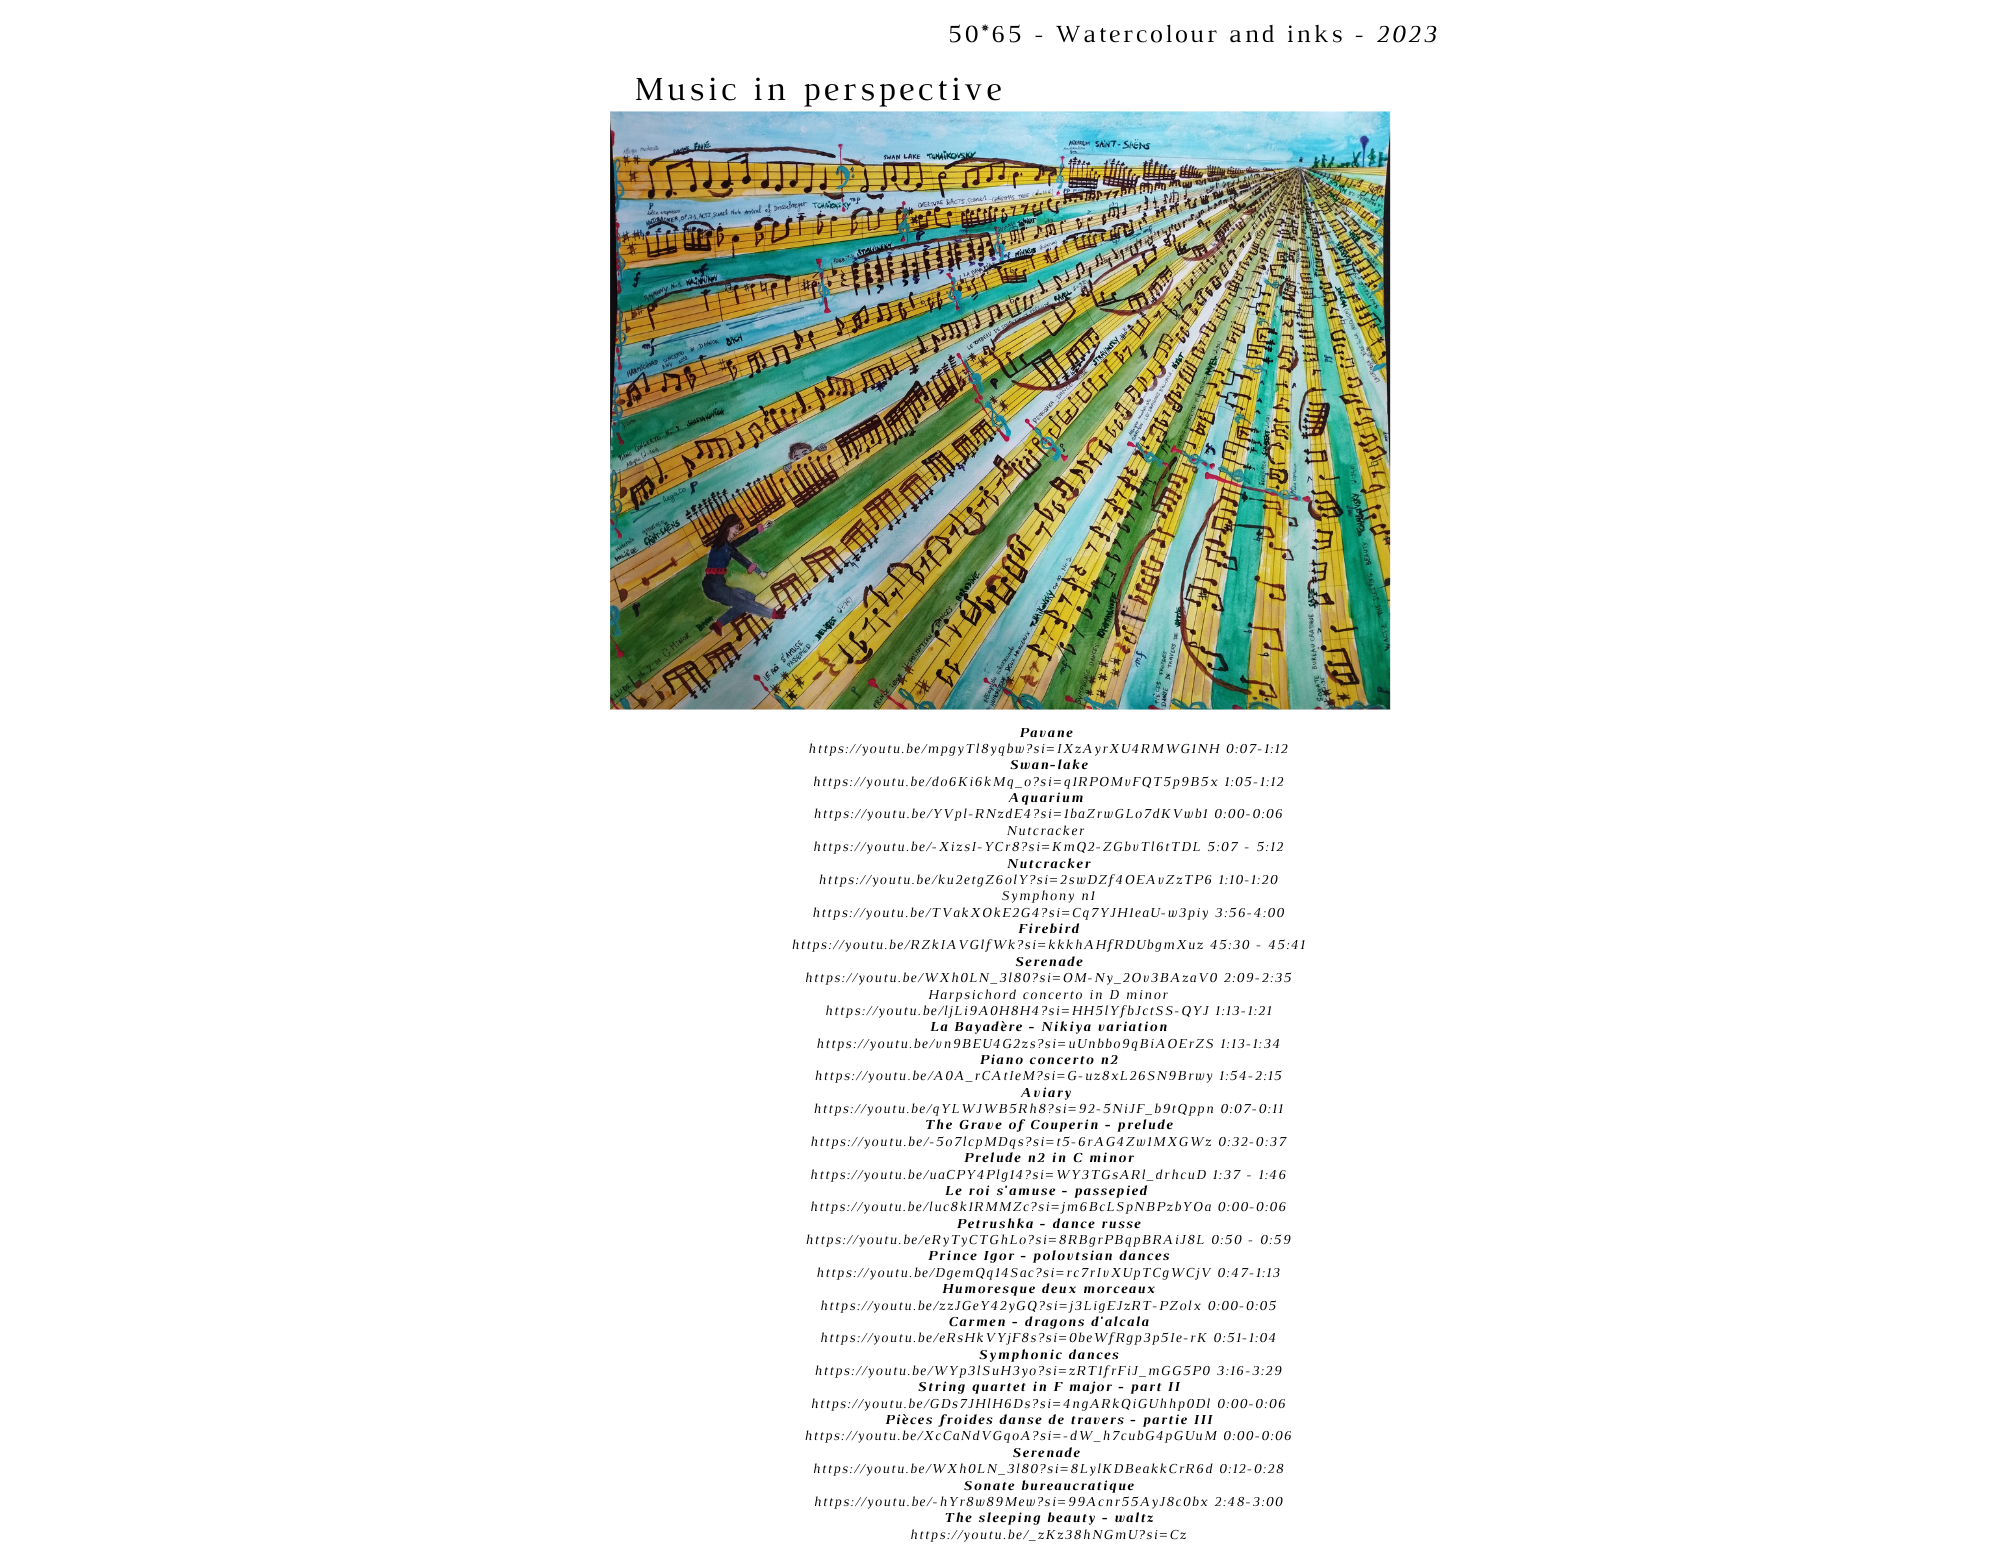 50*65 - Watercolour and inks - 2023
Music in perspective
FAURÉ
SWAN LAKE TCHAÏKOVSKY
AQUARIUM SAINT-SAËNS
TCHAÏKOVSKY
BACH
SAINT-SAËNS
LE ROI S'AMUSE
PASSEPIED DELIBES
BORODINE
Pavane
https://youtu.be/mpgyTl8yqbw?si=IXzAyrXU4RMWGINH 0:07-1:12
Swan-lake
https://youtu.be/do6Ki6kMq_o?si=qIRPOMvFQT5p9B5x 1:05-1:12
Aquarium
https://youtu.be/YVpl-RNzdE4?si=1baZrwGLo7dKVwb1 0:00-0:06
Nutcracker
https://youtu.be/-XizsI-YCr8?si=KmQ2-ZGbvTl6tTDL 5:07 - 5:12
Nutcracker
https://youtu.be/ku2etgZ6olY?si=2swDZf4OEAvZzTP6 1:10-1:20
Symphony n1
https://youtu.be/TVakXOkE2G4?si=Cq7YJH1eaU-w3piy 3:56-4:00
Firebird
https://youtu.be/RZkIAVGlfWk?si=kkkhAHfRDUbgmXuz 45:30 - 45:41
Serenade
https://youtu.be/WXh0LN_3l80?si=OM-Ny_2Ov3BAzaV0 2:09-2:35
Harpsichord concerto in D minor
https://youtu.be/ljLi9A0H8H4?si=HH5lYfbJctSS-QYJ 1:13-1:21
La Bayadère - Nikiya variation
https://youtu.be/vn9BEU4G2zs?si=uUnbbo9qBiAOErZS 1:13-1:34
Piano concerto n2
https://youtu.be/A0A_rCAtIeM?si=G-uz8xL26SN9Brwy 1:54-2:15
Aviary
https://youtu.be/qYLWJWB5Rh8?si=92-5NiJF_b9tQppn 0:07-0:11
The Grave of Couperin - prelude
https://youtu.be/-5o7lcpMDqs?si=t5-6rAG4ZwIMXGWz 0:32-0:37
Prelude n2 in C minor
https://youtu.be/uaCPY4Plg14?si=WY3TGsARl_drhcuD 1:37 - 1:46
Le roi s'amuse - passepied
https://youtu.be/luc8k1RMMZc?si=jm6BcLSpNBPzbYOa 0:00-0:06
Petrushka - dance russe
https://youtu.be/eRyTyCTGhLo?si=8RBgrPBqpBRAiJ8L 0:50 - 0:59
Prince Igor - polovtsian dances
https://youtu.be/DgemQq14Sac?si=rc7rIvXUpTCgWCjV 0:47-1:13
Humoresque deux morceaux
https://youtu.be/zzJGeY42yGQ?si=j3LigEJzRT-PZolx 0:00-0:05
Carmen - dragons d'alcala
https://youtu.be/eRsHkVYjF8s?si=0beWfRgp3p5Ie-rK 0:51-1:04
Symphonic dances
https://youtu.be/WYp3lSuH3yo?si=zRT1frFiJ_mGG5P0 3:16-3:29
String quartet in F major - part II
https://youtu.be/GDs7JHlH6Ds?si=4ngARkQiGUhhp0Dl 0:00-0:06
Pièces froides danse de travers - partie III
https://youtu.be/XcCaNdVGqoA?si=-dW_h7cubG4pGUuM 0:00-0:06
Serenade
https://youtu.be/WXh0LN_3l80?si=8LylKDBeakkCrR6d 0:12-0:28
Sonate bureaucratique
https://youtu.be/-hYr8w89Mew?si=99Acnr55AyJ8c0bx 2:48-3:00
The sleeping beauty - waltz
https://youtu.be/_zKz38hNGmU?si=Cz